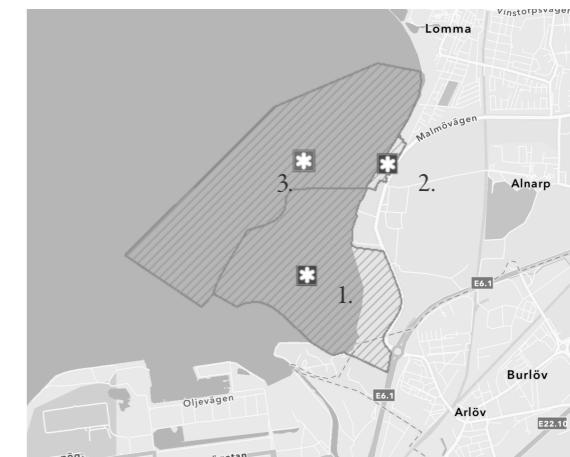 Vinstorpsvägen
Lomma
Malmövägen
3.
2.
Alnarp
1.
E6.1
Oljevägen
E6.1
Burlöv
Arlöv
E22.10